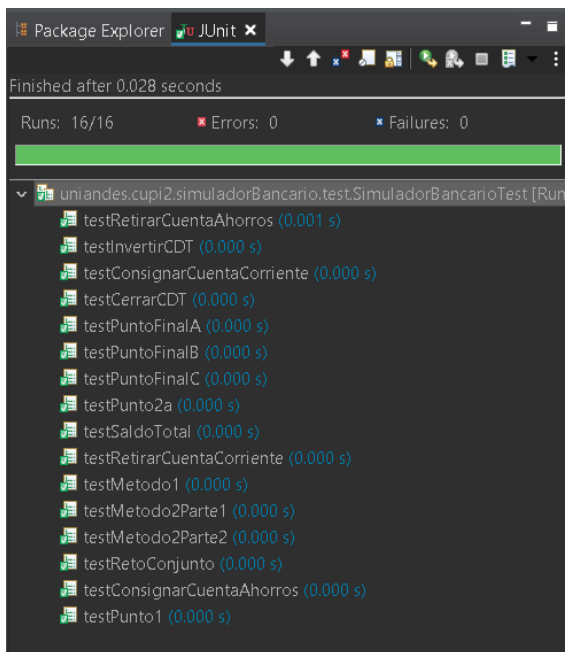 Package Explorer JUnit
Finished after 0.028 seconds
Runs: 16/16 Errors: 0 Failures: 0
uniandes.cupi2.simuladorBancario.test.SimuladorBancarioTest [Run
testRetirarCuentaAhorros (0.001 s)
testInvertirCDT (0.000 s)
testConsignarCuentaCorriente (0.000 s)
testCerrarCDT (0.000 s)
testPuntoFinalA (0.000 s)
testPuntoFinalB (0.000 s)
testPuntoFinalC (0.000 s)
testPunto2a (0.000 s)
testSaldoTotal (0.000 s)
testRetirarCuentaCorriente (0.000 s)
testMetodo1 (0.000 s)
testMetodo2Parte1 (0.000 s)
testMetodo2Parte2 (0.000 s)
testRetoConjunto (0.000 s)
testConsignarCuentaAhorros (0.000 s)
testPunto1 (0.000 s)